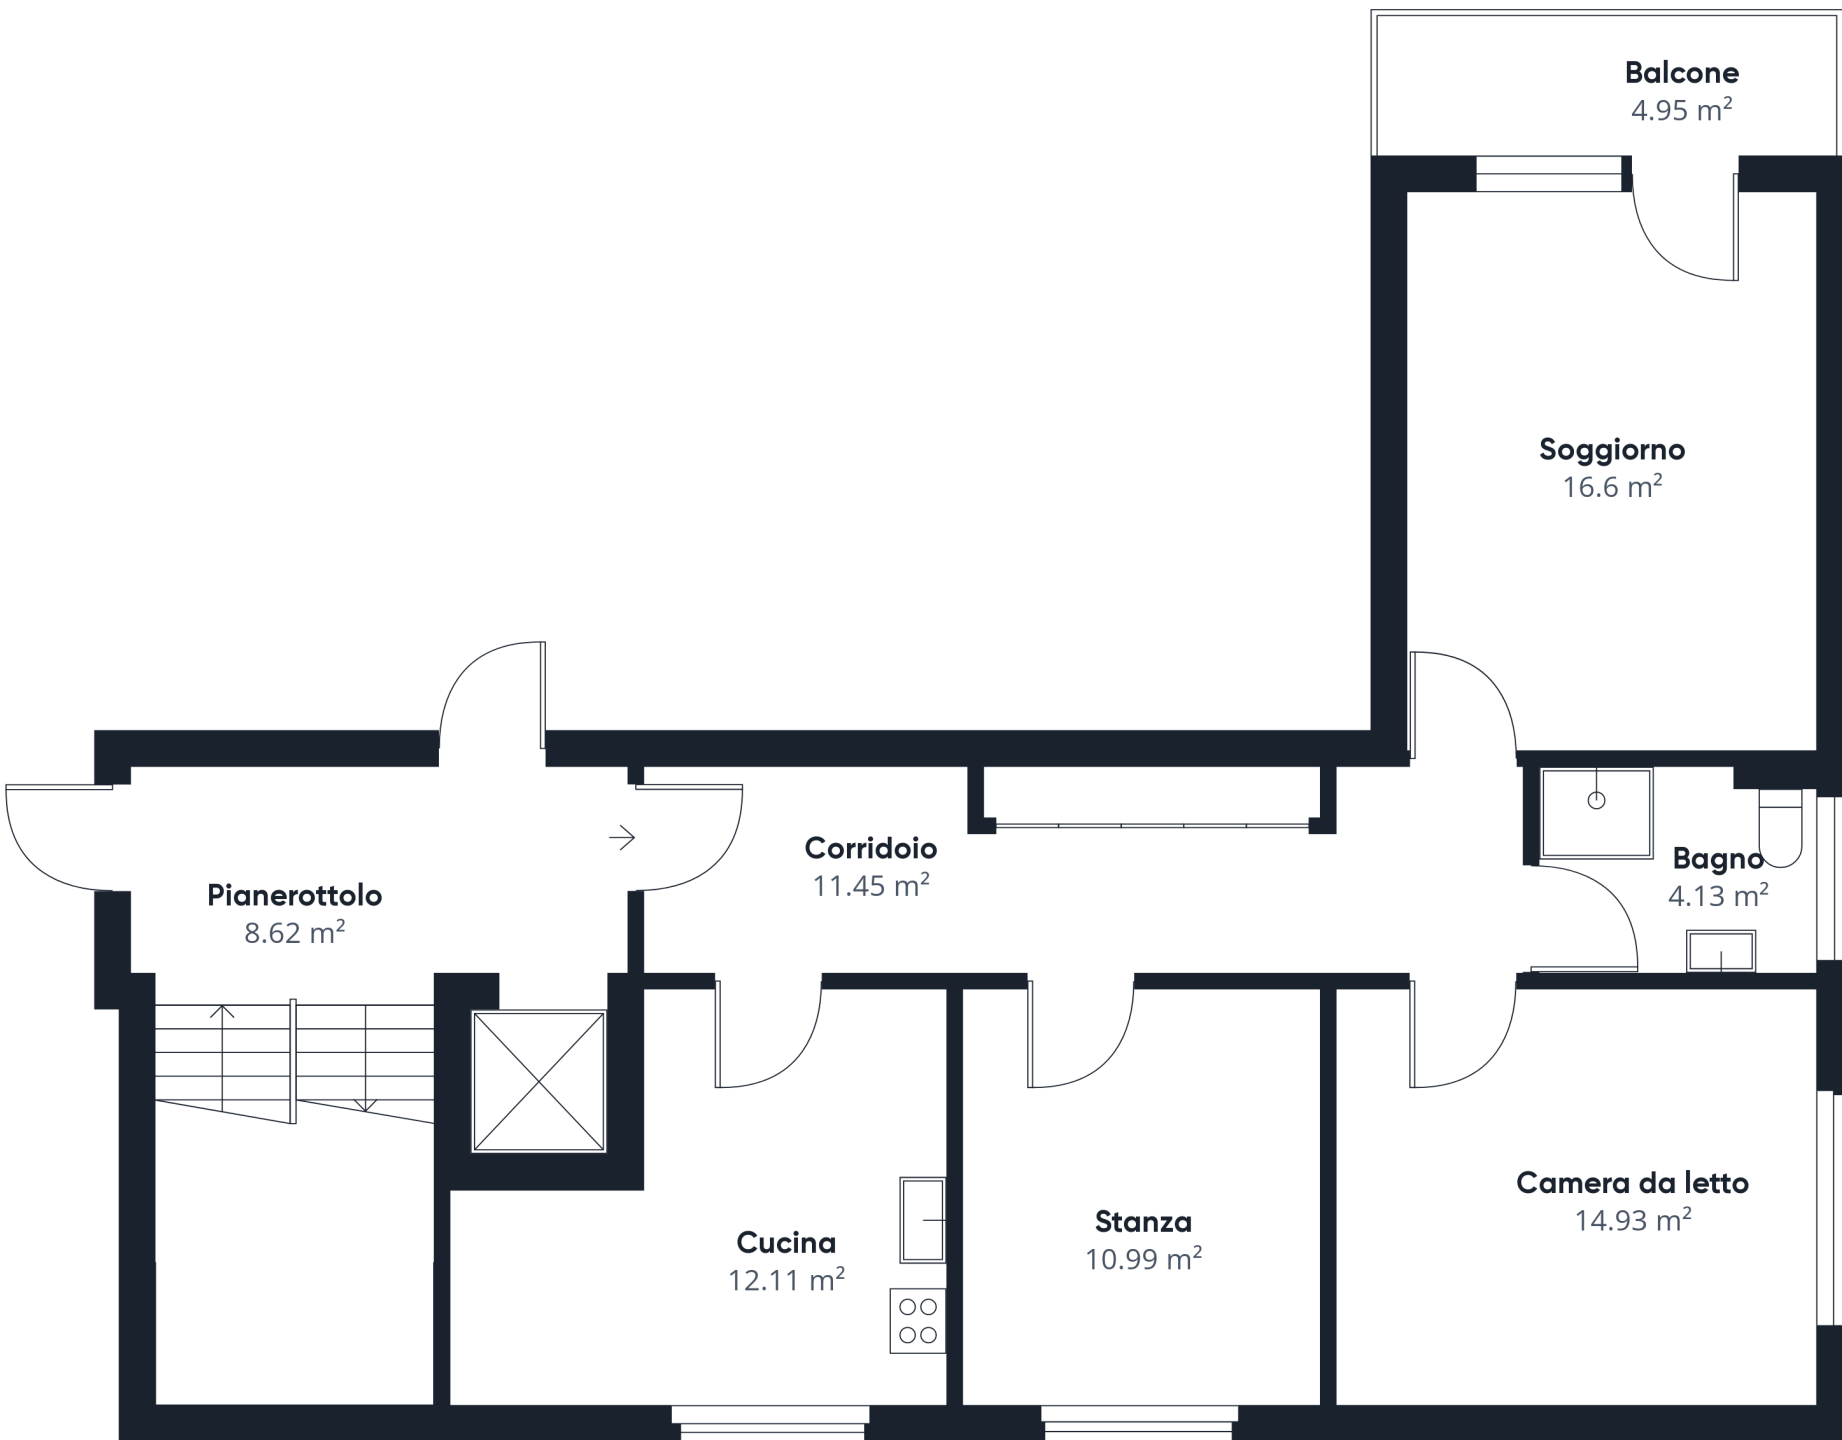 Balcone
4.95 m²
Soggiorno
16.6 m²
Corridoio
11.45 m²
Bagno
4.13 m²
Pianerottolo
8.62 m²
Camera da letto
14.93 m²
Stanza
10.99 m²
Cucina
12.11 m²